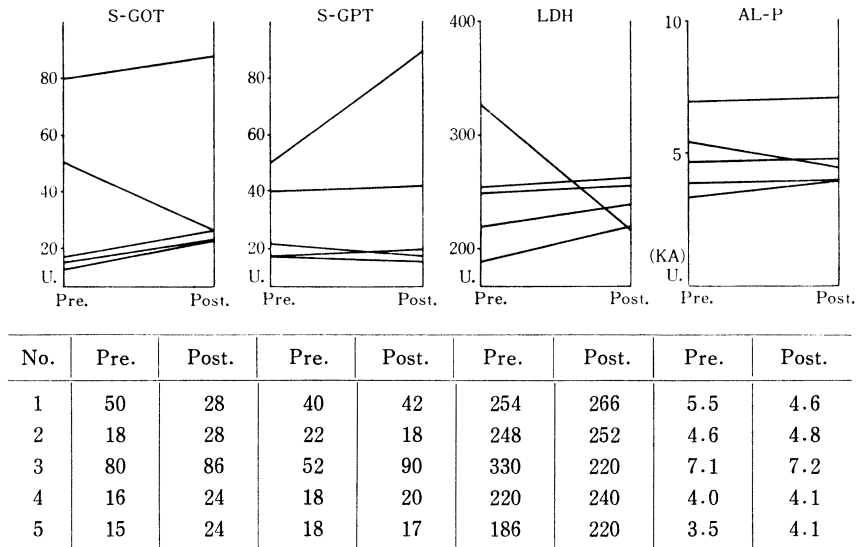 S-GOT S-GPT LDH AL-P
80 60 40 20 U. Pre. Post.
80 60 40 20 U. Pre. Post.
400 300 200 U. Pre. Post.
10 5 (KA) U. Pre. Post.
No. Pre. Post. Pre. Post. Pre. Post. Pre. Post.
1 50 28 40 42 254 266 5.5 4.6
2 18 28 22 18 248 252 4.6 4.8
3 80 86 52 90 330 220 7.1 7.2
4 16 24 18 20 220 240 4.0 4.1
5 15 24 18 17 186 220 3.5 4.1